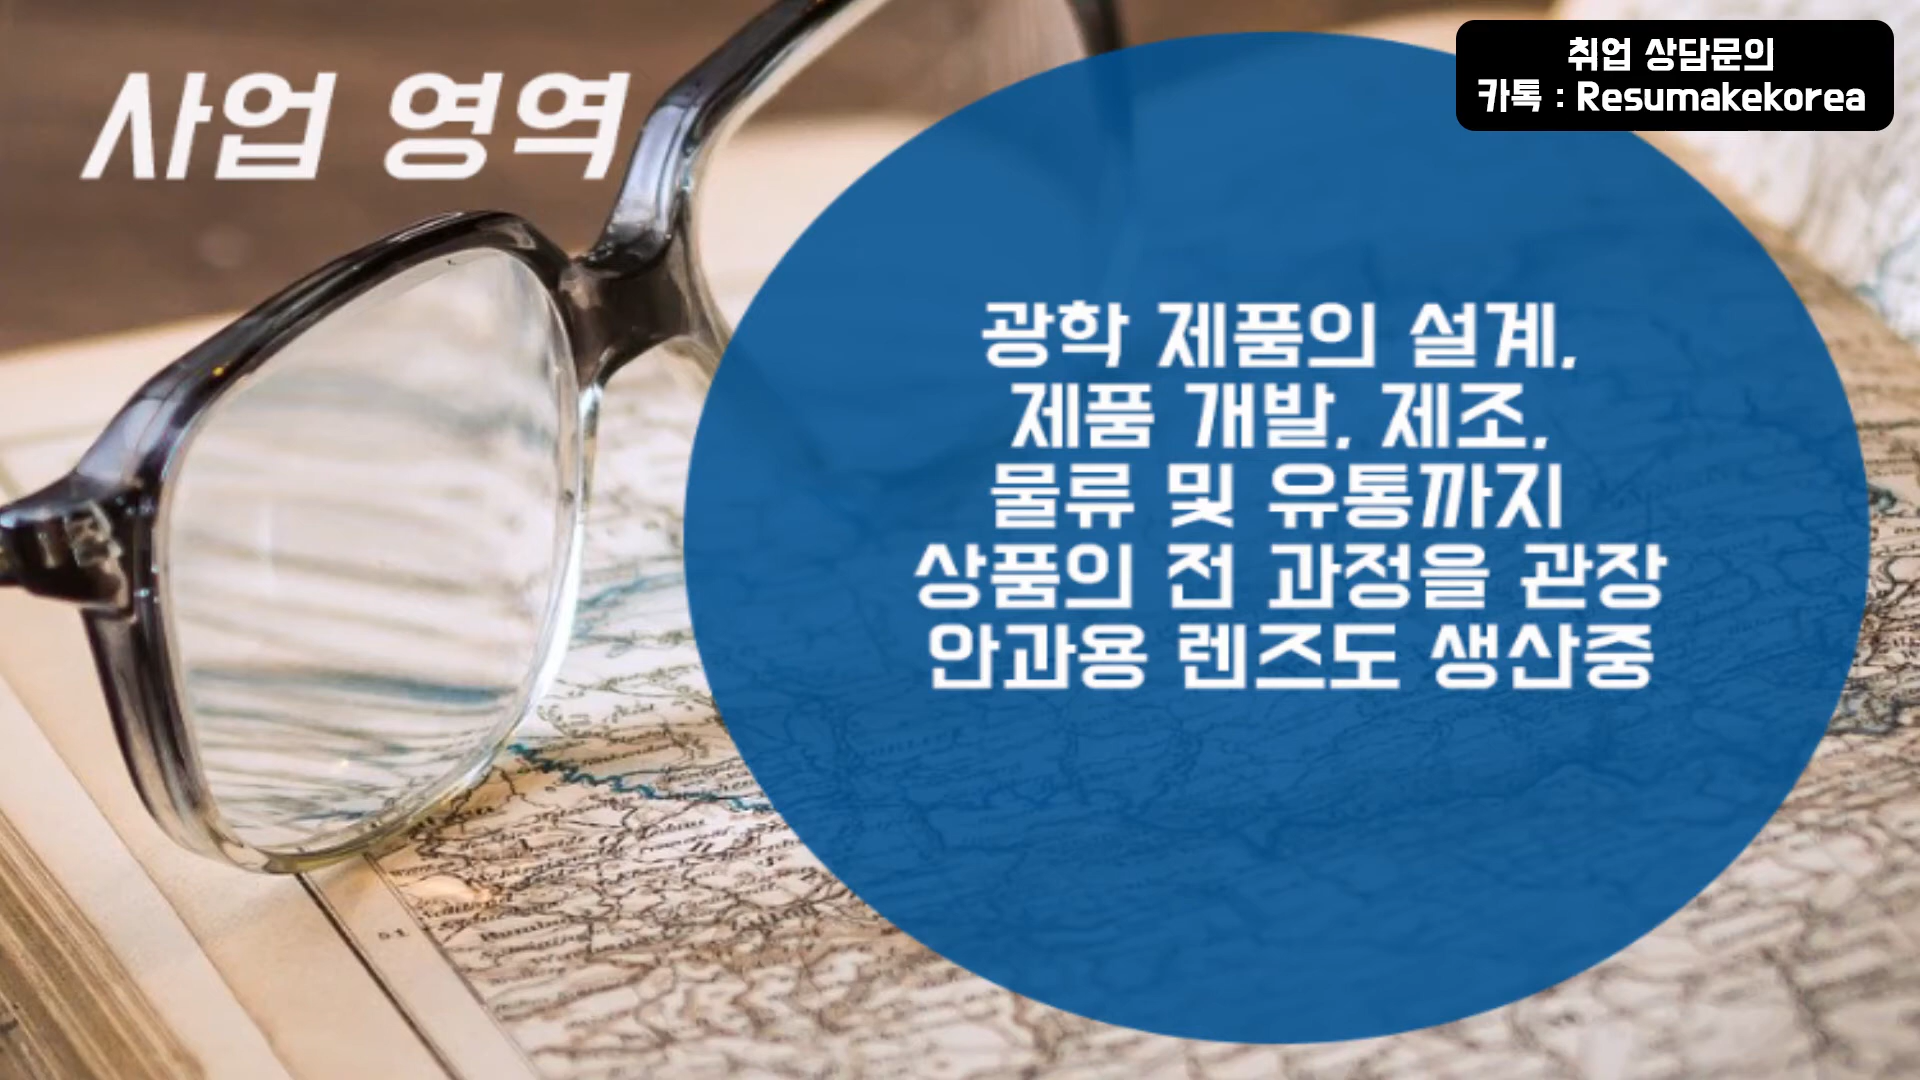 사업 영역
취업 상담문의
카톡 : Resumakekorea
광학 제품의 설계,
제품 개발, 제조,
물류 및 유통까지
상품의 전 과정을 관장
안과용 렌즈도 생산중